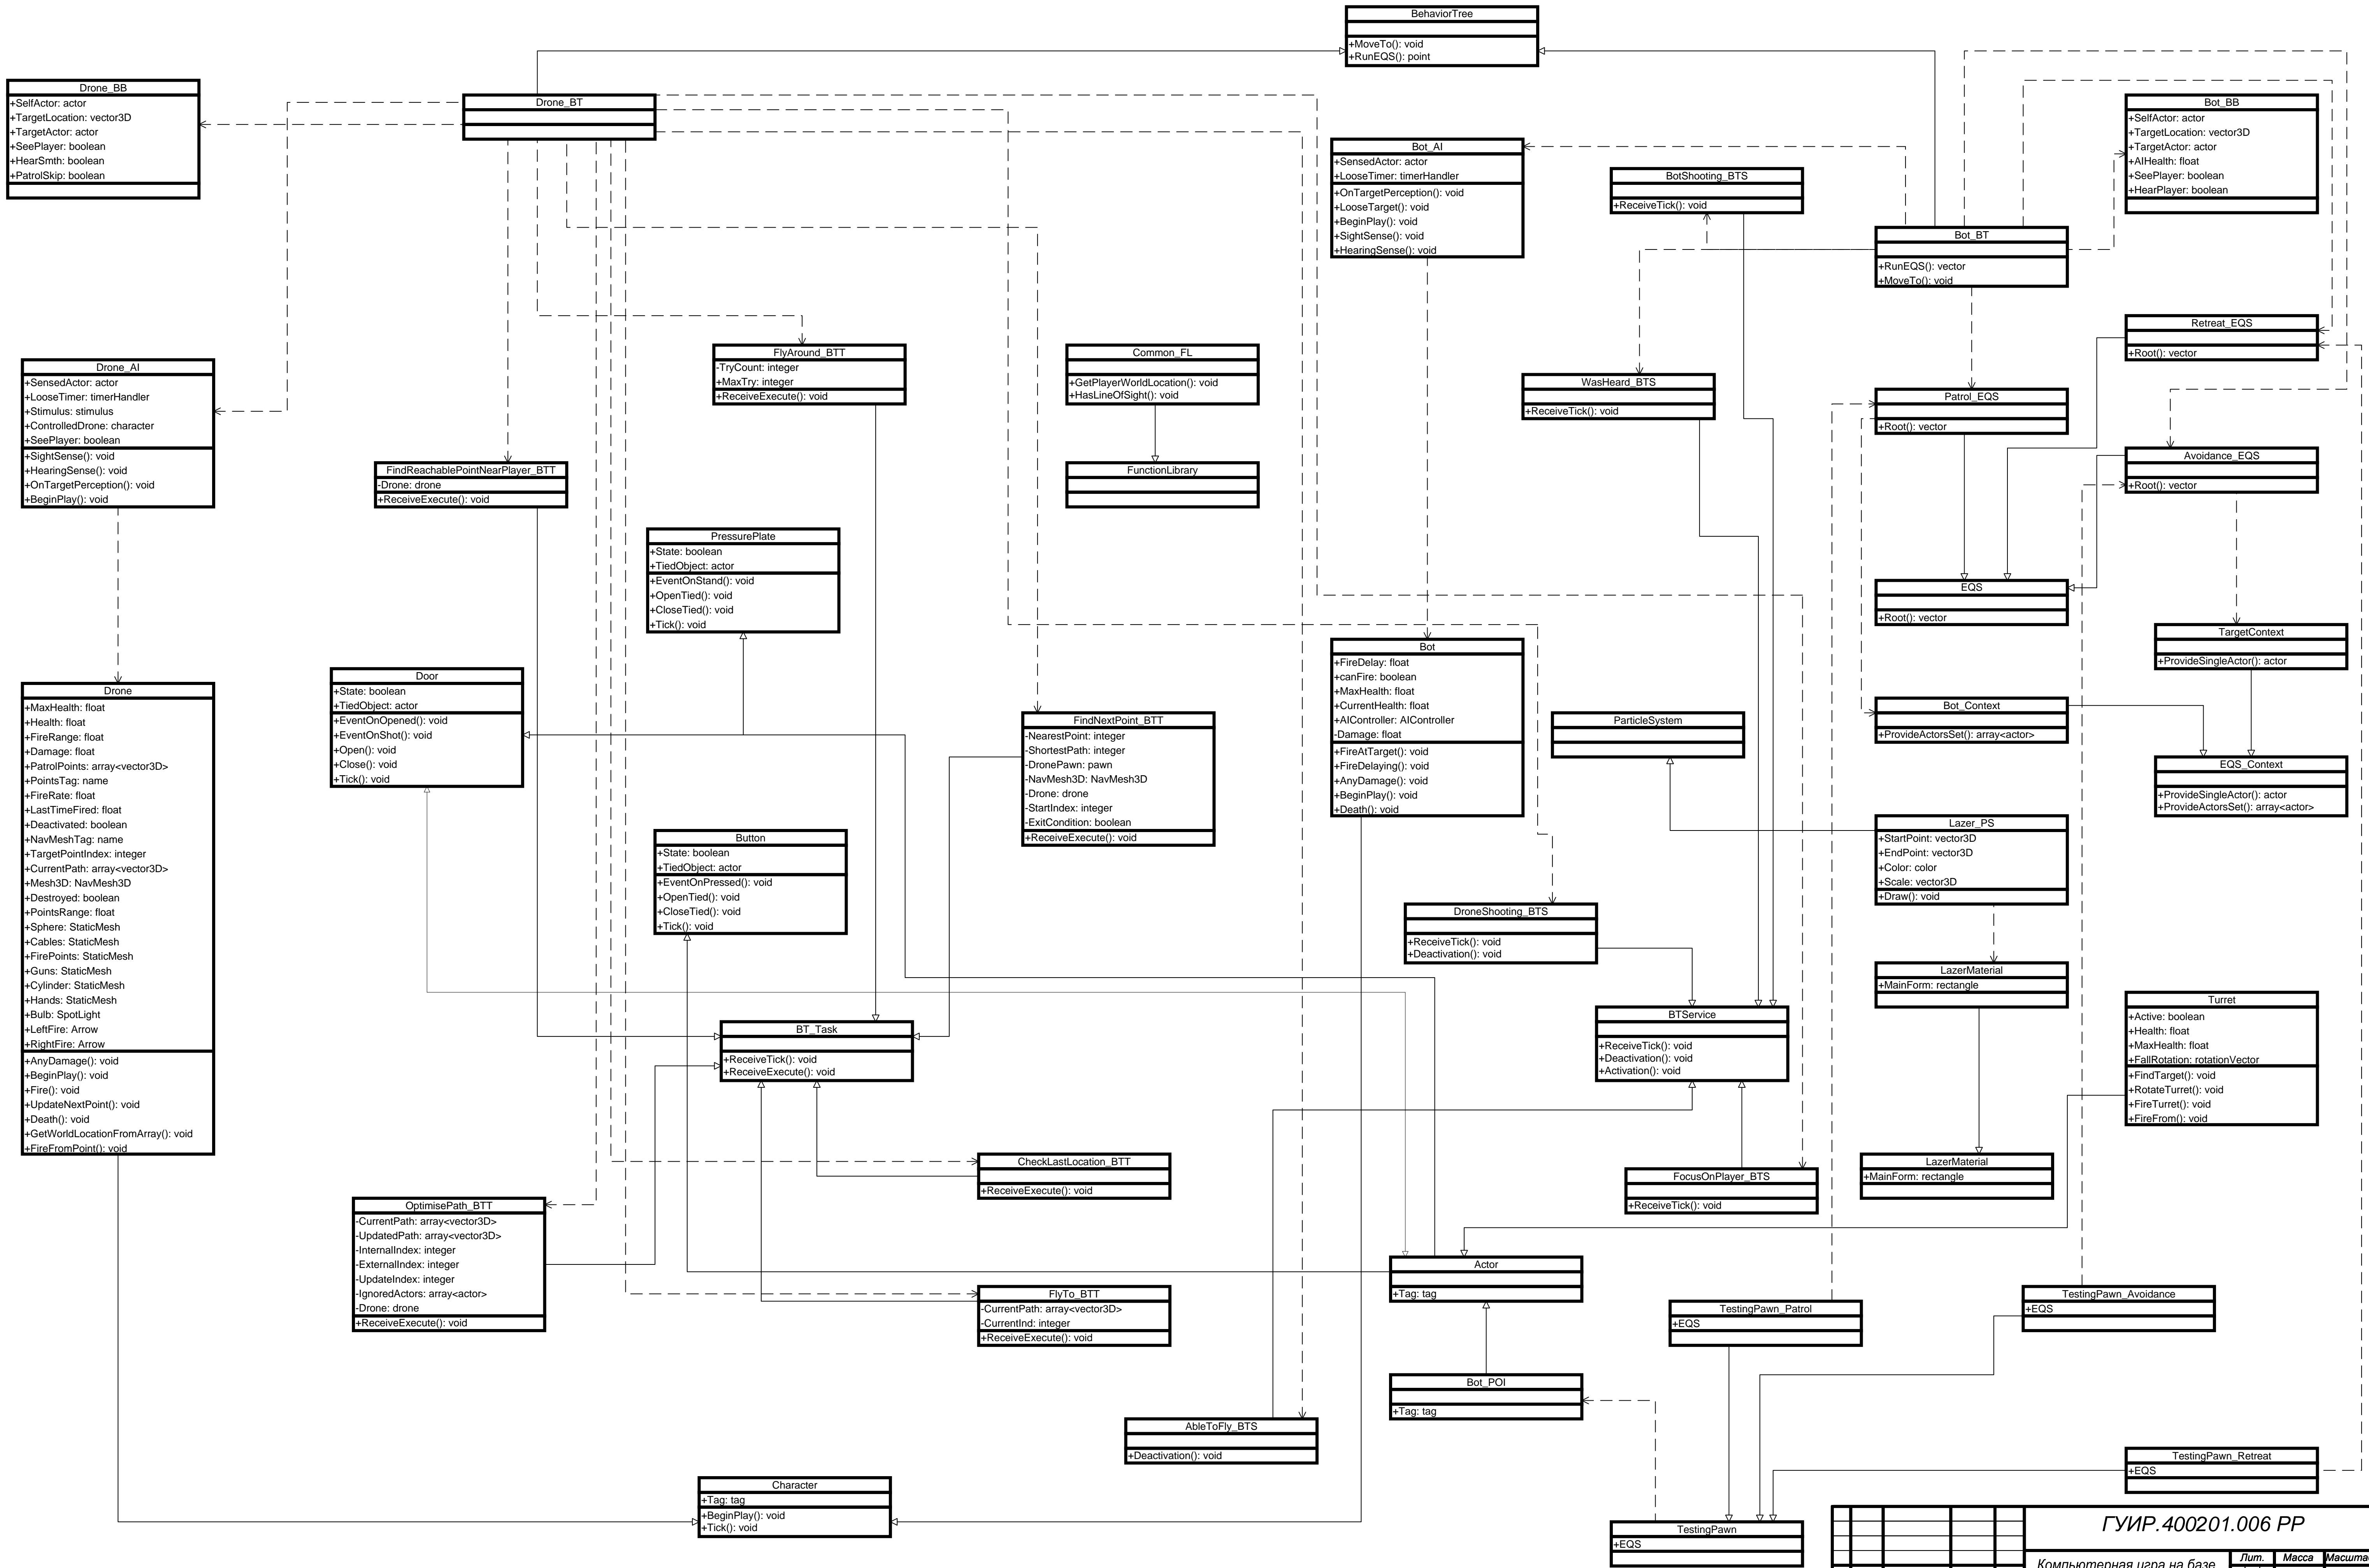 BehaviorTree
+MoveTo(): void
+RunEQS(): point
Drone_BB
+SelfActor: actor
+TargetLocation: vector3D
+TargetActor: actor
+SeePlayer: boolean
+HearSmth: boolean
+PatrolSkip: boolean
Drone_BT
Bot_AI
+SensedActor: actor
+LooseTimer: timerHandler
+OnTargetPerception(): void
+LooseTarget(): void
+BeginPlay(): void
+SightSense(): void
+HearingSense(): void
BotShooting_BTS
+ReceiveTick(): void
Bot_BB
+SelfActor: actor
+TargetLocation: vector3D
+TargetActor: actor
+AIHealth: float
+SeePlayer: boolean
+HearPlayer: boolean
Bot_BT
+RunEQS(): vector
+MoveTo(): void
Retreat_EQS
+Root(): vector
Drone_AI
+SensedActor: actor
+LooseTimer: timerHandler
+Stimulus: stimulus
+ControlledDrone: character
+SeePlayer: boolean
+SightSense(): void
+HearingSense(): void
+OnTargetPerception(): void
+BeginPlay(): void
FlyAround_BTT
-TryCount: integer
+MaxTry: integer
+ReceiveExecute(): void
Common_FL
+GetPlayerWorldLocation(): void
+HasLineOfSight(): void
WasHeard_BTS
+ReceiveTick(): void
Patrol_EQS
+Root(): vector
FindReachablePointNearPlayer_BTT
-Drone: drone
+ReceiveExecute(): void
FunctionLibrary
Avoidance_EQS
+Root(): vector
PressurePlate
+State: boolean
+TiedObject: actor
+EventOnStand(): void
+OpenTied(): void
+CloseTied(): void
+Tick(): void
EQS
+Root(): vector
TargetContext
+ProvideSingleActor(): actor
Drone
+MaxHealth: float
+Health: float
+FireRange: float
+Damage: float
+PatrolPoints: array<vector3D>
+PointsTag: name
+FireRate: float
+LastTimeFired: float
+Deactivated: boolean
+NavMeshTag: name
+TargetPointIndex: integer
+CurrentPath: array<vector3D>
+Mesh3D: NavMesh3D
+Destroyed: boolean
+PointsRange: float
+Sphere: StaticMesh
+Cables: StaticMesh
+FirePoints: StaticMesh
+Guns: StaticMesh
+Cylinder: StaticMesh
+Hands: StaticMesh
+Bulb: SpotLight
+LeftFire: Arrow
+RightFire: Arrow
+AnyDamage(): void
+BeginPlay(): void
+Fire(): void
+UpdateNextPoint(): void
+Death(): void
+GetWorldLocationFromArray(): void
+FireFromPoint(): void
Door
+State: boolean
+TiedObject: actor
+EventOnOpened(): void
+EventOnShot(): void
+Open(): void
+Close(): void
+Tick(): void
FindNextPoint_BTT
-NearestPoint: integer
-ShortestPath: integer
-DronePawn: pawn
-NavMesh3D: NavMesh3D
-Drone: drone
-StartIndex: integer
-ExitCondition: boolean
+ReceiveExecute(): void
Bot
+FireDelay: float
+canFire: boolean
+MaxHealth: float
+CurrentHealth: float
+AIController: AIController
-Damage: float
+FireAtTarget(): void
+FireDelaying(): void
+AnyDamage(): void
+BeginPlay(): void
+Death(): void
ParticleSystem
Bot_Context
+ProvideActorsSet(): array<actor>
EQS_Context
+ProvideSingleActor(): actor
+ProvideActorsSet(): array<actor>
Button
+State: boolean
+TiedObject: actor
+EventOnPressed(): void
+OpenTied(): void
+CloseTied(): void
+Tick(): void
Lazer_PS
+StartPoint: vector3D
+EndPoint: vector3D
+Color: color
+Scale: vector3D
+Draw(): void
DroneShooting_BTS
+ReceiveTick(): void
+Deactivation(): void
LazerMaterial
+MainForm: rectangle
Turret
+Active: boolean
+Health: float
+MaxHealth: float
+FallRotation: rotationVector
+FindTarget(): void
+RotateTurret(): void
+FireTurret(): void
+FireFrom(): void
BT_Task
+ReceiveTick(): void
+ReceiveExecute(): void
BTService
+ReceiveTick(): void
+Deactivation(): void
+Activation(): void
CheckLastLocation_BTT
+ReceiveExecute(): void
FocusOnPlayer_BTS
+ReceiveTick(): void
LazerMaterial
+MainForm: rectangle
OptimisePath_BTT
-CurrentPath: array<vector3D>
-UpdatedPath: array<vector3D>
-InternalIndex: integer
-ExternalIndex: integer
-UpdateIndex: integer
-IgnoredActors: array<actor>
-Drone: drone
+ReceiveExecute(): void
Actor
+Tag: tag
FlyTo_BTT
-CurrentPath: array<vector3D>
-CurrentInd: integer
+ReceiveExecute(): void
TestingPawn_Patrol
+EQS
TestingPawn_Avoidance
+EQS
Bot_POI
+Tag: tag
AbleToFly_BTS
+Deactivation(): void
TestingPawn_Retreat
+EQS
Character
+Tag: tag
+BeginPlay(): void
+Tick(): void
TestingPawn
+EQS
ГУИР.400201.006 РР
Компьютерная игра на базе
Лит. Масса Масшта